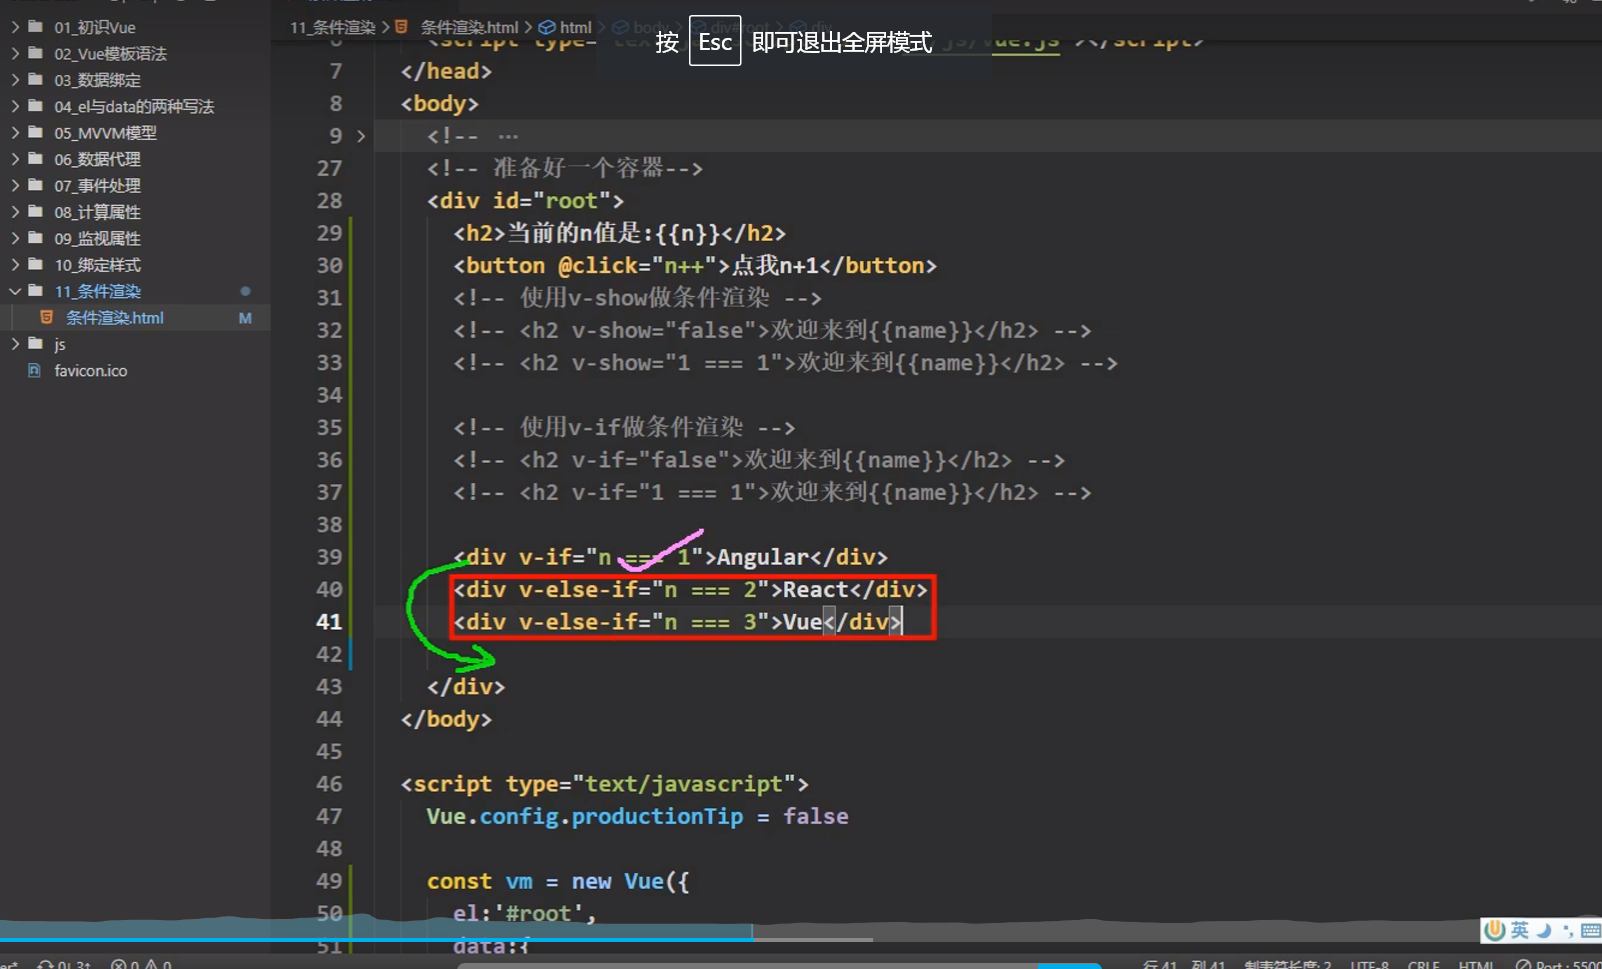 01_初识Vue
02_Vue模板语法
03_数据绑定
04_el与data的两种写法
05_MVVM模型
06_数据代理
07_事件处理
08_计算属性
09_监视属性
10_绑定样式
11_条件渲染
条件渲染.html M
js
favicon.ico
11_条件渲染 > 条件渲染.html > html > body > div#root > div
按 Esc 即可退出全屏模式
6 <script type="text/javascript" js/vue.js"></script>
7 </head>
8 <body>
9 <!-- ...
27 <!-- 准备好一个容器-->
28 <div id="root">
29 <h2>当前的n值是:{{n}}</h2>
30 <button @click="n++">点我n+1</button>
31 <!-- 使用v-show做条件渲染 -->
32 <!-- <h2 v-show="false">欢迎来到{{name}}</h2> -->
33 <!-- <h2 v-show="1 === 1">欢迎来到{{name}}</h2> -->
34
35 <!-- 使用v-if做条件渲染 -->
36 <!-- <h2 v-if="false">欢迎来到{{name}}</h2> -->
37 <!-- <h2 v-if="1 === 1">欢迎来到{{name}}</h2> -->
38
39 <div v-if="n === 1">Angular</div>
40 <div v-else-if="n === 2">React</div>
41 <div v-else-if="n === 3">Vue</div>
42
43 </div>
44 </body>
45
46 <script type="text/javascript">
47 Vue.config.productionTip = false
48
49 const vm = new Vue({
50 el:'#root',
51 data:{
英
er* 0↓ 3↑ 0 0
行 41, 列 41 制表符长度: 2 UTF-8 CRLF HTML Port : 5500